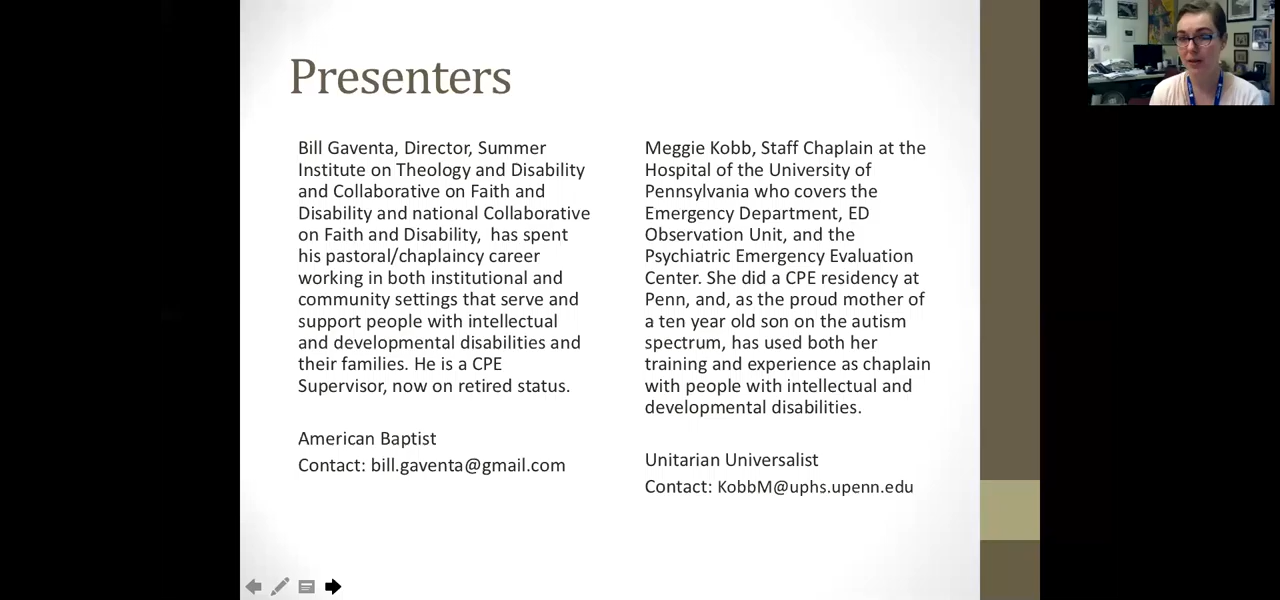 Presenters
Bill Gaventa, Director, Summer
Institute on Theology and Disability
and Collaborative on Faith and
Disability and national Collaborative
on Faith and Disability,  has spent
his pastoral/chaplaincy career
working in both institutional and
community settings that serve and
support people with intellectual
and developmental disabilities and
their families. He is a CPE
Supervisor, now on retired status.
American Baptist
Contact: bill.gaventa@gmail.com
Meggie Kobb, Staff Chaplain at the
Hospital of the University of
Pennsylvania who covers the
Emergency Department, ED
Observation Unit, and the
Psychiatric Emergency Evaluation
Center. She did a CPE residency at
Penn, and, as the proud mother of
a ten year old son on the autism
spectrum, has used both her
training and experience as chaplain
with people with intellectual and
developmental disabilities.
Unitarian Universalist
Contact: KobbM@uphs.upenn.edu